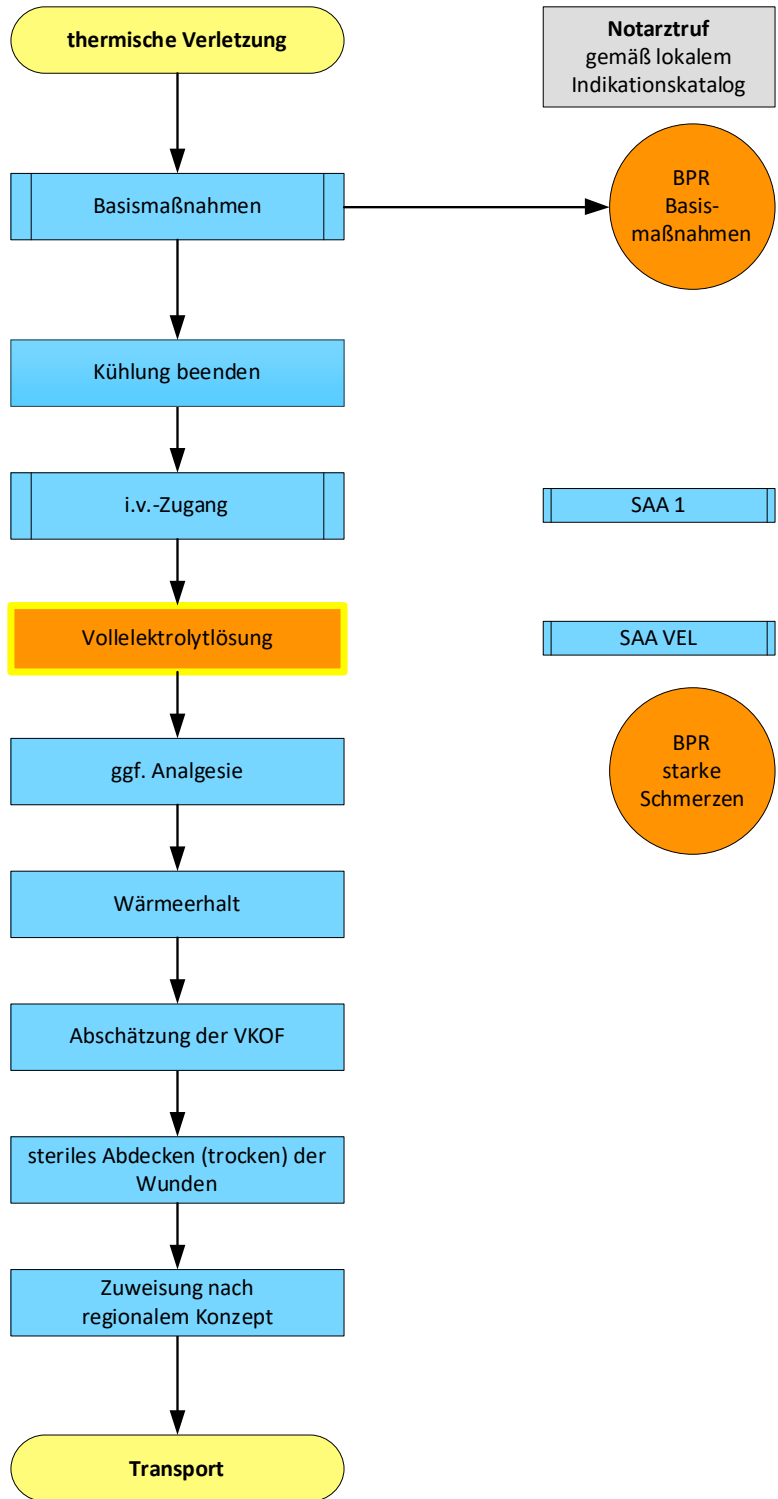 thermische Verletzung
Notarztruf
gemäß lokalem
Indikationskatalog
Basismaßnahmen
BPR
Basis-
maßnahmen
Kühlung beenden
i.v.-Zugang
SAA 1
Vollelektrolytlösung
SAA VEL
ggf. Analgesie
BPR
starke
Schmerzen
Wärmeerhalt
Abschätzung der VKOF
steriles Abdecken (trocken) der
Wunden
Zuweisung nach
regionalem Konzept
Transport